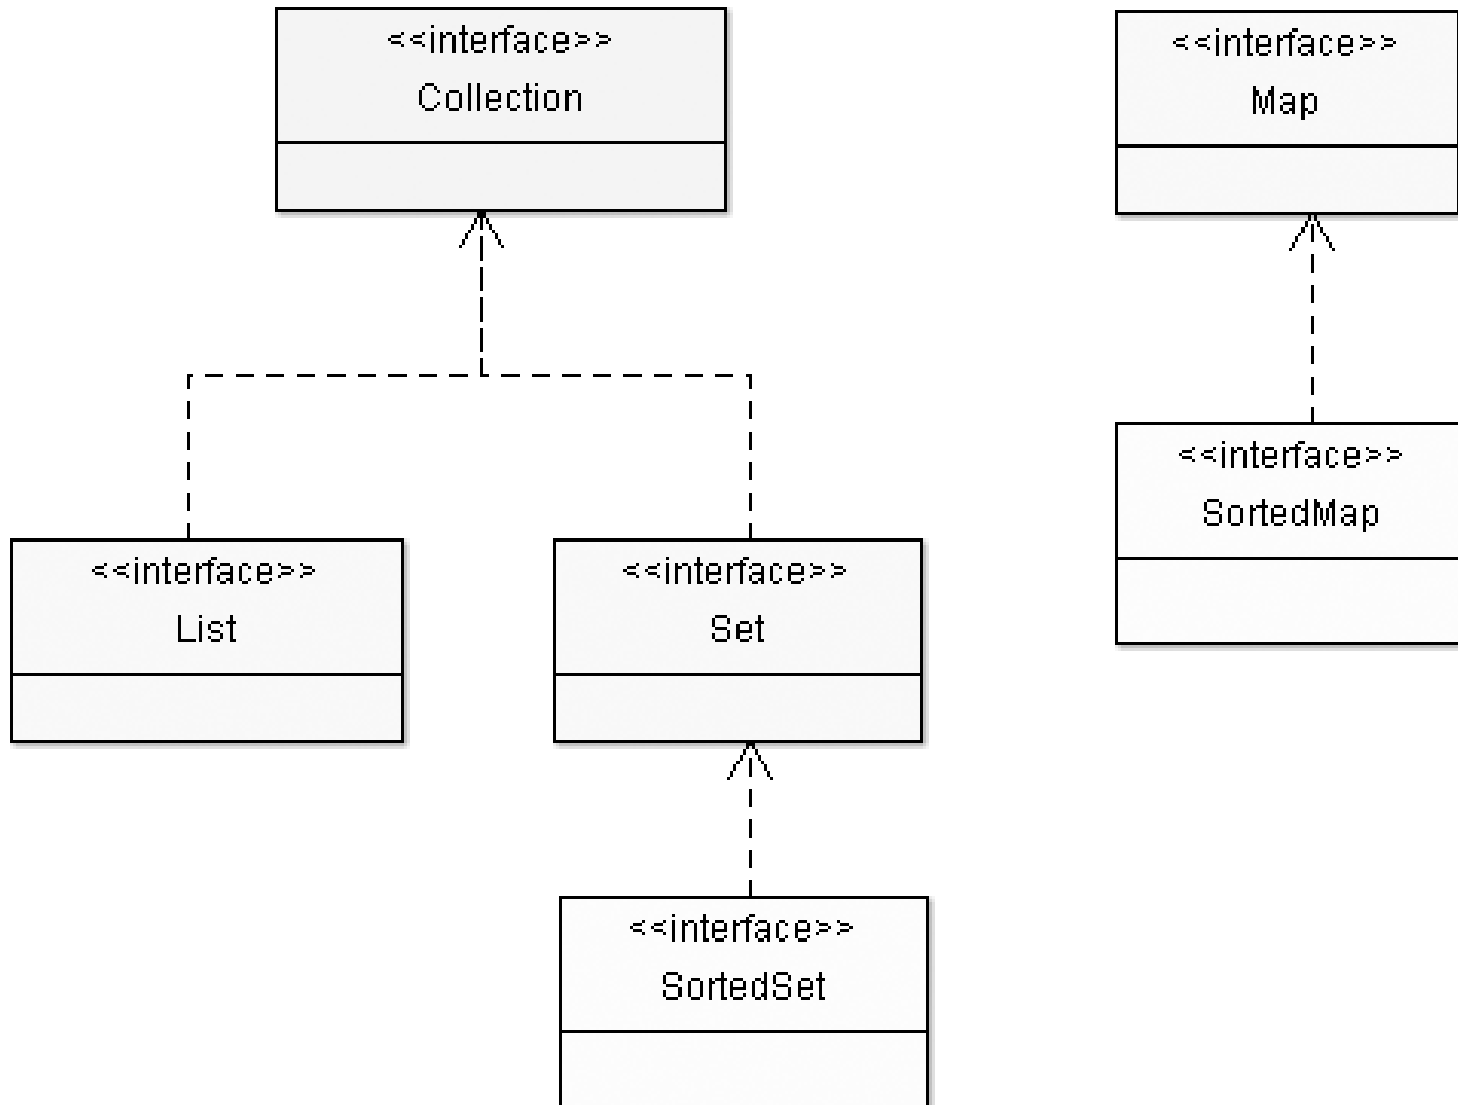 <<interface>>
Collection
<<interface>>
Map
<<interface>>
SortedMap
<<interface>>
List
<<interface>>
Set
<<interface>>
SortedSet